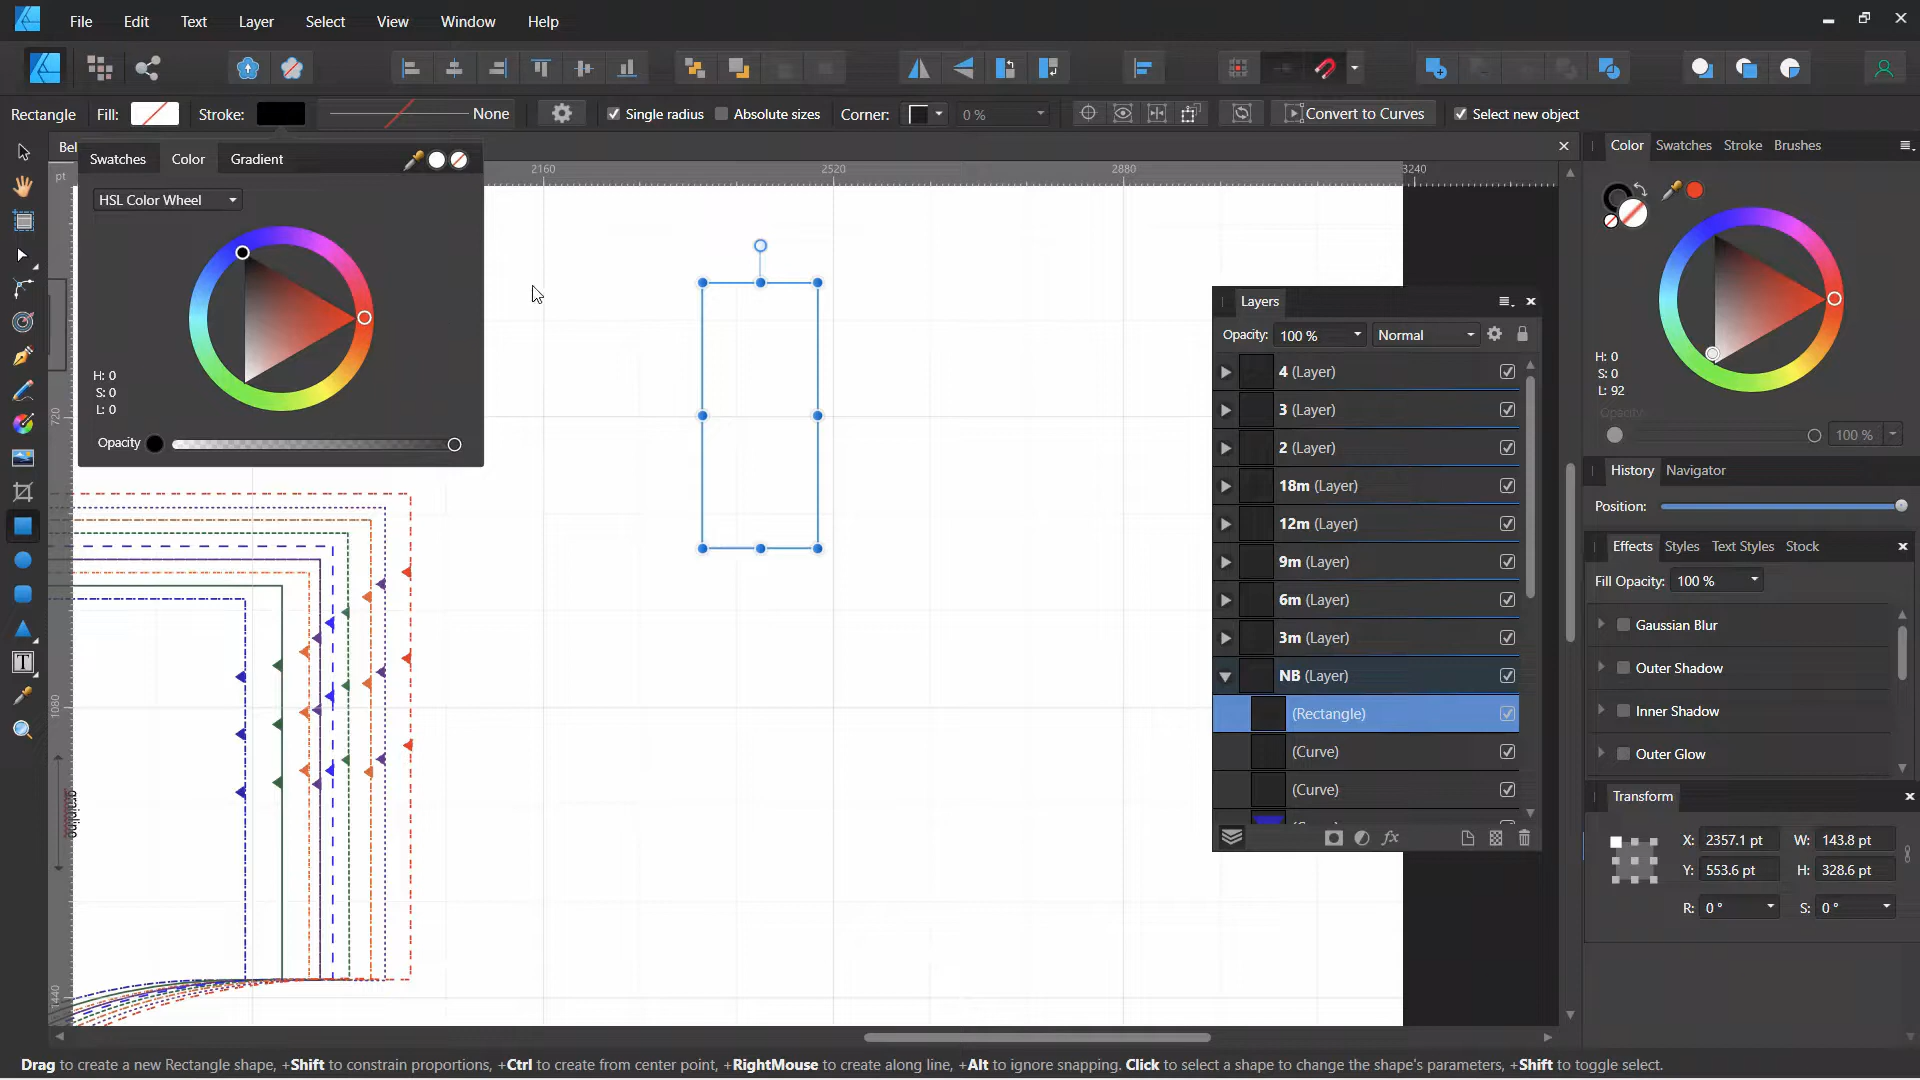 File Edit Text Layer Select View Window Help
Rectangle Fill: Stroke: None Single radius Absolute sizes Corner: 0 % Convert to Curves Select new object
Swatches Color Gradient
HSL Color Wheel
H: 0
S: 0
L: 0
Opacity
pt 2160 2520 2880 3240
720
1080
1440
grainline
Layers
Opacity: 100 % Normal
4 (Layer)
3 (Layer)
2 (Layer)
18m (Layer)
12m (Layer)
9m (Layer)
6m (Layer)
3m (Layer)
NB (Layer)
(Rectangle)
(Curve)
(Curve)
Color Swatches Stroke Brushes
H: 0
S: 0
L: 92
Opacity
100 %
History Navigator
Position:
Effects Styles Text Styles Stock
Fill Opacity: 100 %
Gaussian Blur
Outer Shadow
Inner Shadow
Outer Glow
Transform
X: 2357.1 pt W: 143.8 pt
Y: 553.6 pt H: 328.6 pt
R: 0 ° S: 0 °
Drag to create a new Rectangle shape, +Shift to constrain proportions, +Ctrl to create from center point, +RightMouse to create along line, +Alt to ignore snapping. Click to select a shape to change the shape's parameters, +Shift to toggle select.